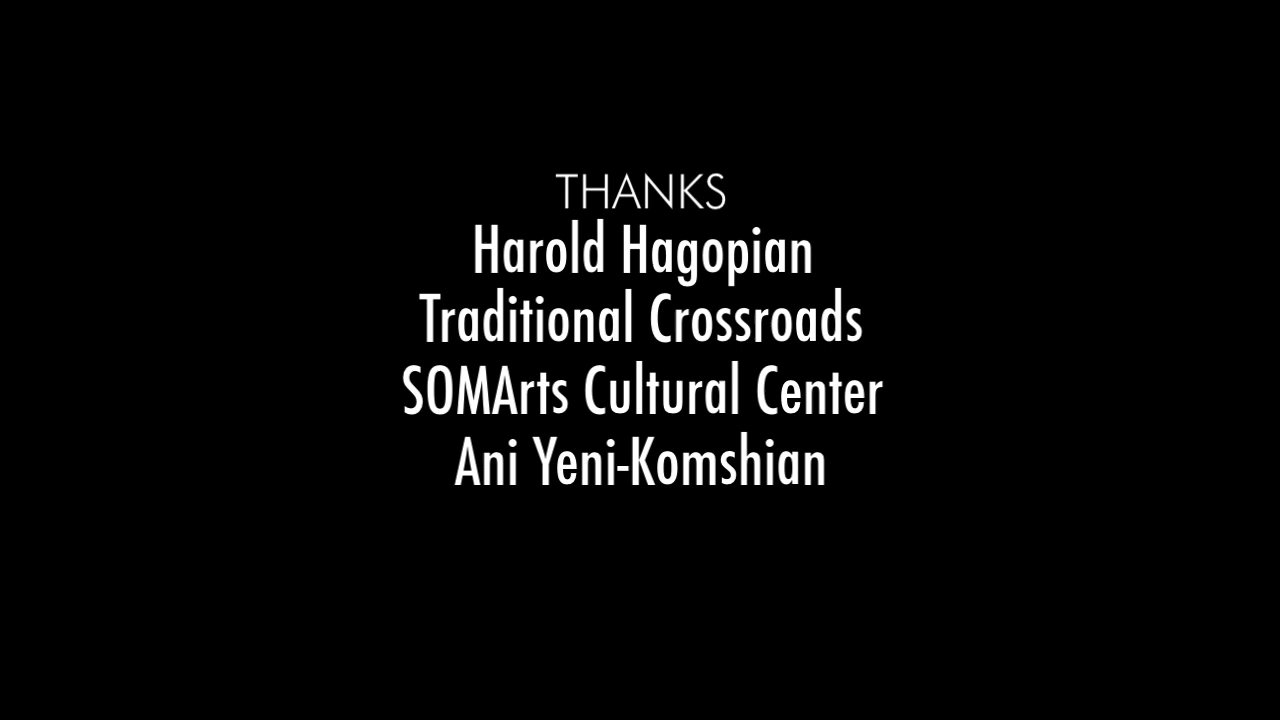 THANKS
Harold Hagopian
Traditional Crossroads
SOMArts Cultural Center
Ani Yeni-Komshian